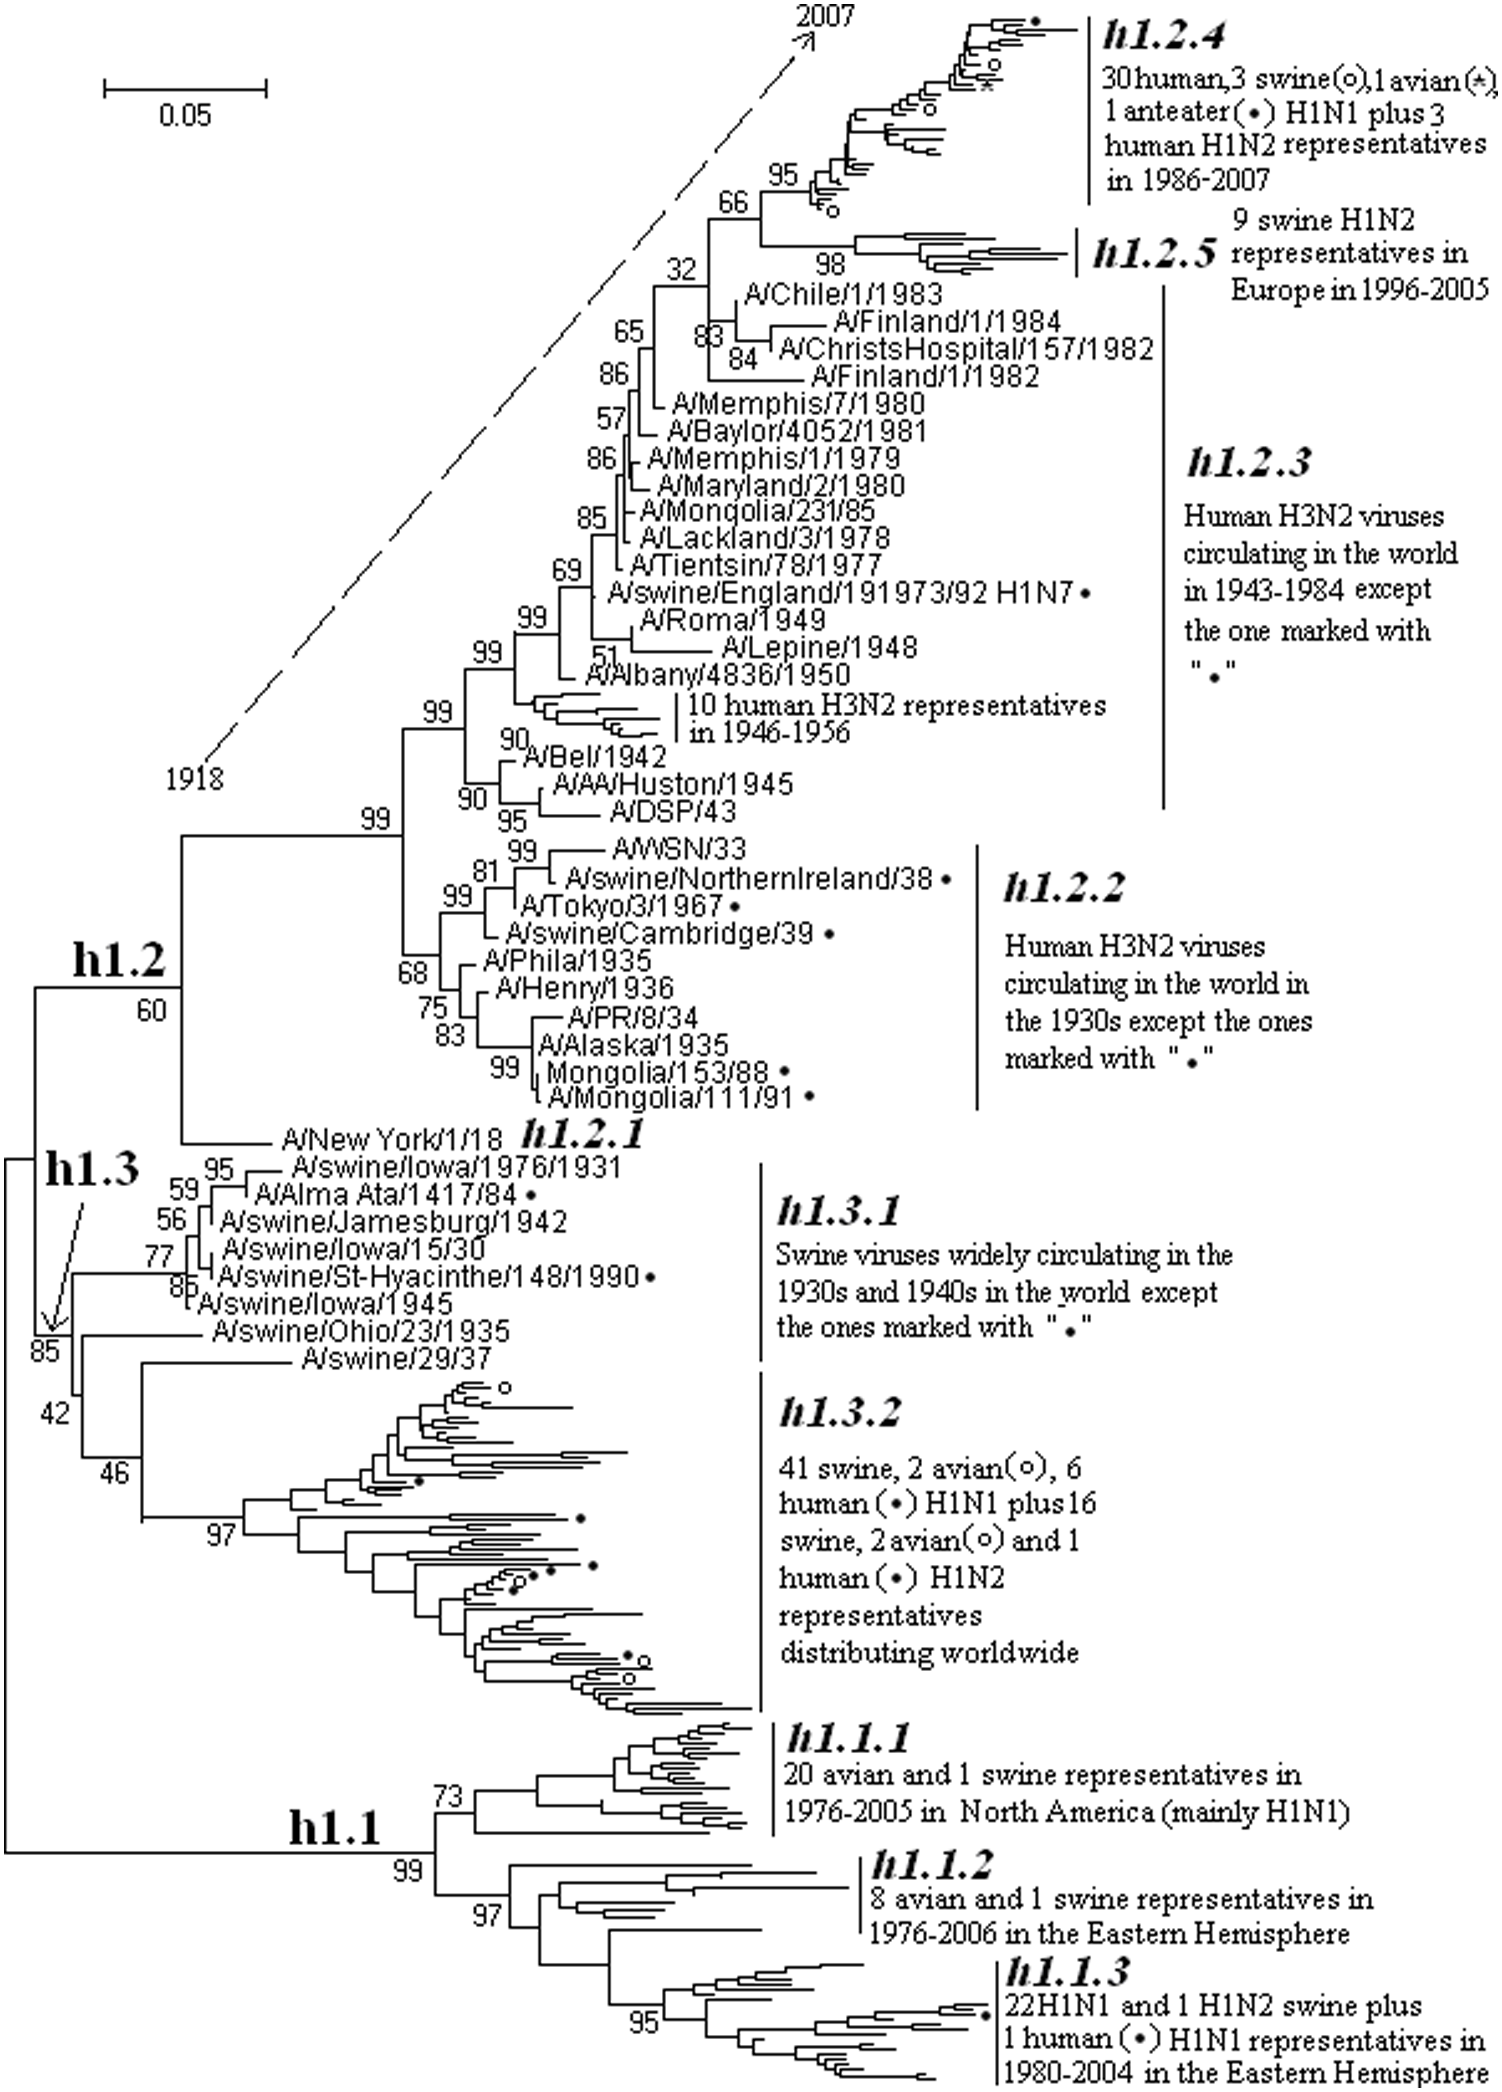 2007
0.05
h1.2.4
30human,3 swine(o),1avian(*),
1 anteater(•) H1N1 plus 3
human H1N2 representatives
in 1986-2007
95
66
9 swine H1N2
h1.2.5 representatives in
Europe in 1996-2005
98
32
A/Chile/1/1983
A/Finland/1/1984
83
A/ChristsHospital/157/1982
84
65
A/Finland/1/1982
86
A/Memphis/7/1980
57
A/Baylor/4052/1981
86
A/Memphis/1/1979
h1.2.3
A/Maryland/2/1980
85
A/Mongolia/231/85
Human H3N2 viruses
A/Lackland/3/1978
circulating in the world
69
A/Tientsin/78/1977
in 1943-1984 except
A/swine/England/191973/92 H1N7 •
99
A/Roma/1949
the one marked with
99
A/Lepine/1948
51
"•"
A/Albany/4836/1950
99
10 human H3N2 representatives
in 1946-1956
90
A/Bel/1942
1918
A/AA/Huston/1945
90
A/DSP/43
95
99
99
A/WSN/33
81
A/swine/NorthernIreland/38 •
h1.2.2
99
A/Tokyo/3/1967 •
A/swine/Cambridge/39 •
Human H3N2 viruses
h1.2
A/Phila/1935
68
circulating in the world in
A/Henry/1936
60
75
the 1930s except the ones
A/PR/8/34
83
A/Alaska/1935
marked with "•"
99
Mongolia/153/88 •
A/Mongolia/111/91 •
A/New York/1/18 h1.2.1
h1.3
95
A/swine/Iowa/1976/1931
59
A/Alma Ata/1417/84 •
56
A/swine/Jamesburg/1942
h1.3.1
77
A/swine/Iowa/15/30
Swine viruses widely circulating in the
85
A/swine/St-Hyacinthe/148/1990 •
1930s and 1940s in the world except
A/swine/Iowa/1945
the ones marked with "•"
A/swine/Ohio/23/1935
85
A/swine/29/37
42
h1.3.2
46
41 swine, 2 avian(o), 6
human (•) H1N1 plus16
97
swine, 2avian(o) and 1
human (•) H1N2
representatives
distributing worldwide
h1.1.1
73
20 avian and 1 swine representatives in
1976-2005 in North America (mainly H1N1)
h1.1
99
h1.1.2
8 avian and 1 swine representatives in
97
1976-2006 in the Eastern Hemisphere
h1.1.3
22H1N1 and 1 H1N2 swine plus
95
1 human (•) H1N1 representatives in
1980-2004 in the Eastern Hemisphere